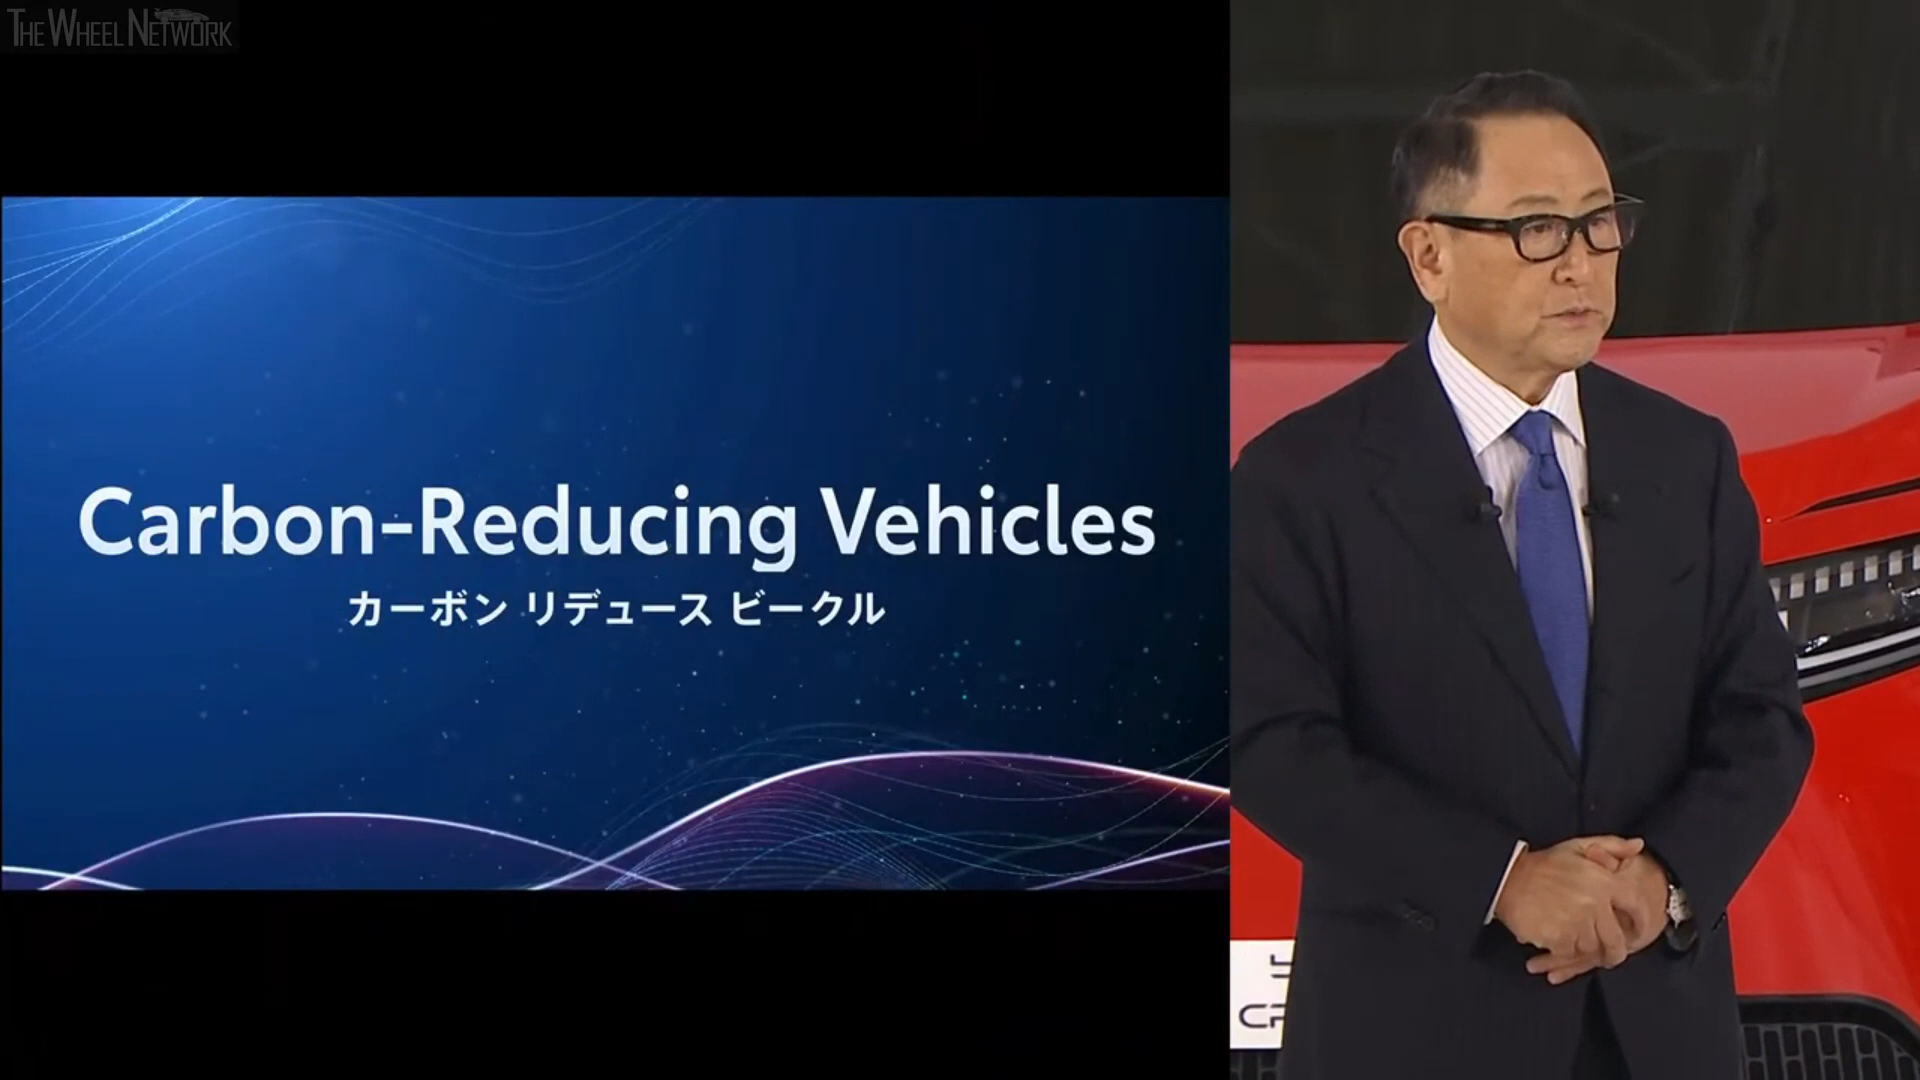 THE WHEEL NETWORK
Carbon-Reducing Vehicles
カーボン リデュース ビークル